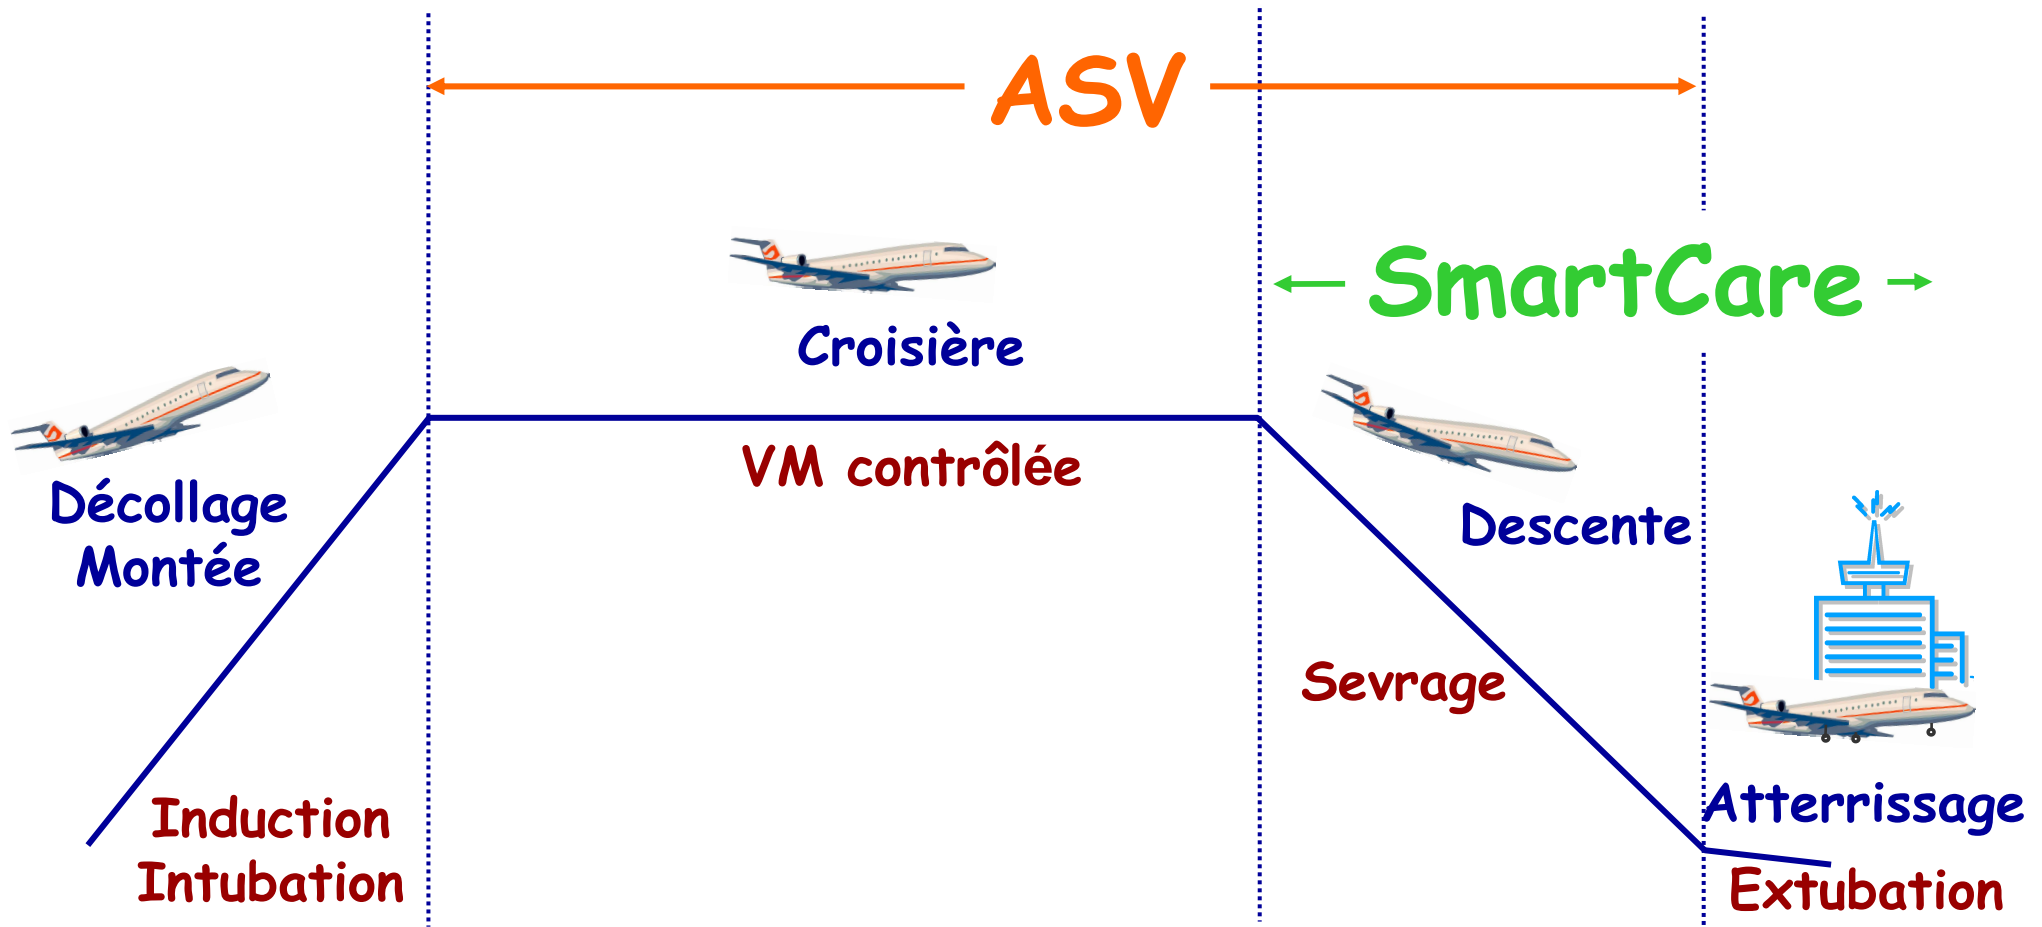 ASV
SmartCare
Croisière
VM contrôlée
Décollage
Montée
Descente
Sevrage
Induction
Intubation
Atterrissage
Extubation